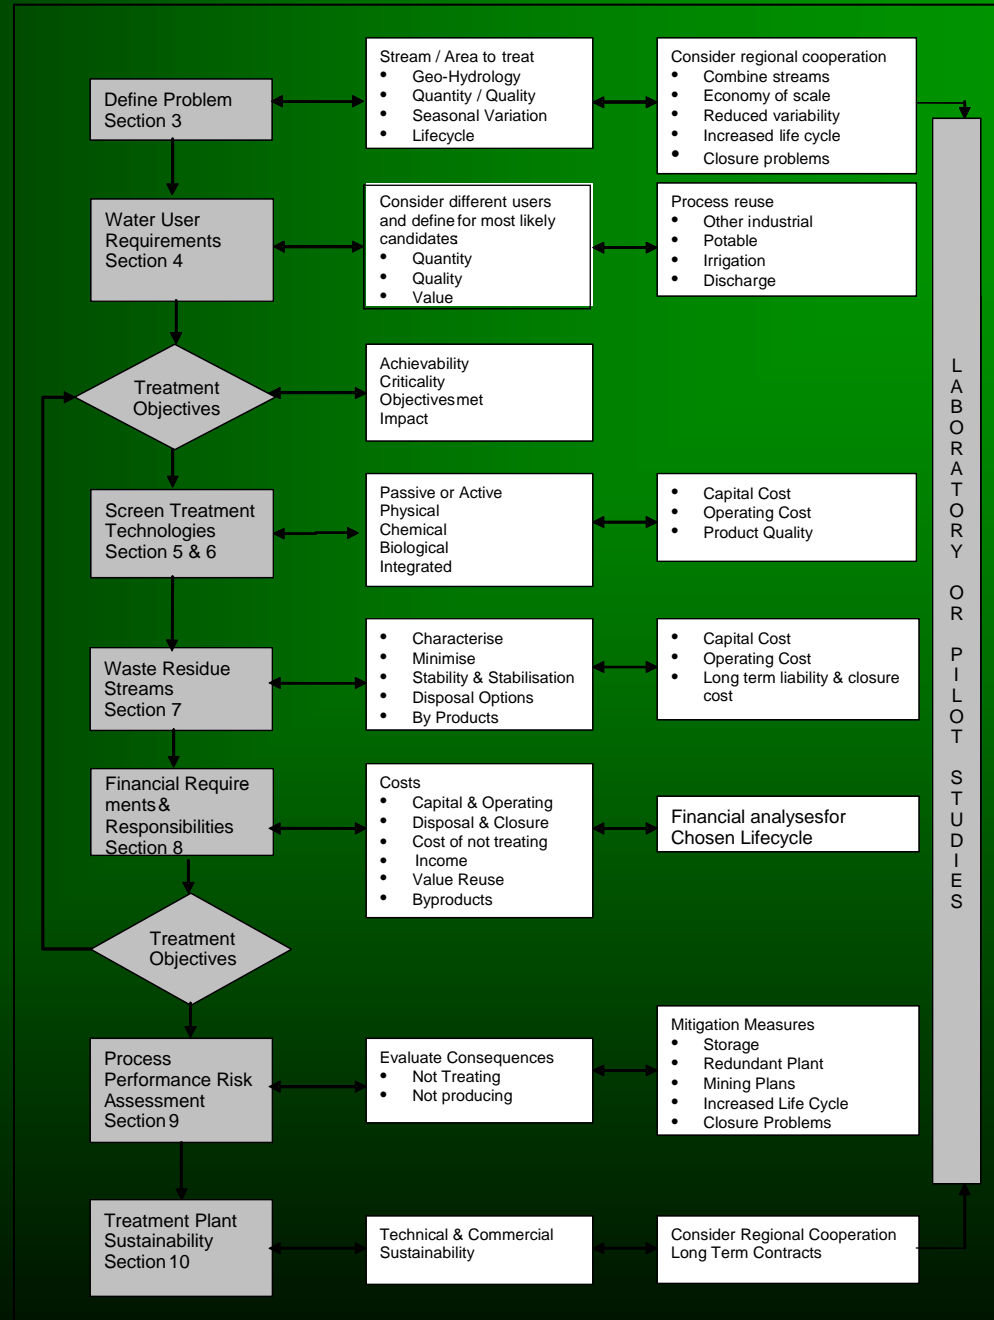 Define Problem
Section 3
Stream / Area to treat
• Geo-Hydrology
• Quantity / Quality
• Seasonal Variation
• Lifecycle
Consider regional cooperation
• Combine streams
• Economy of scale
• Reduced variability
• Increased life cycle
• Closure problems
Water User
Requirements
Section 4
Consider different users
and define for most likely
candidates:
• Quantity
• Quality
• Value
Process reuse
• Other industrial
• Potable
• Irrigation
• Discharge
Treatment
Objectives
Achievability
Criticality
Objectives met
Impact
Screen Treatment
Technologies
Section 5 & 6
Passive or Active
Physical
Chemical
Biological
Integrated
• Capital Cost
• Operating Cost
• Product Quality
Waste Residue
Streams
Section 7
• Characterise
• Minimise
• Stability & Stabilisation
• Disposal Options
• By Products
• Capital Cost
• Operating Cost
• Long term liability & closure
cost
Financial Require
ments &
Responsibilities
Section 8
Costs
• Capital & Operating
• Disposal & Closure
• Cost of not treating
• Income
• Value Reuse
• Byproducts
Financial analysesfor
Chosen Lifecycle
Treatment
Objectives
Process
Performance Risk
Assessment
Section 9
Evaluate Consequences
• Not Treating
• Not producing
Mitigation Measures
• Storage
• Redundant Plant
• Mining Plans
• Increased Life Cycle
• Closure Problems
Treatment Plant
Sustainability
Section 10
Technical & Commercial
Sustainability
Consider Regional Cooperation
Long Term Contracts
LABORATORY OR PILOT STUDIES